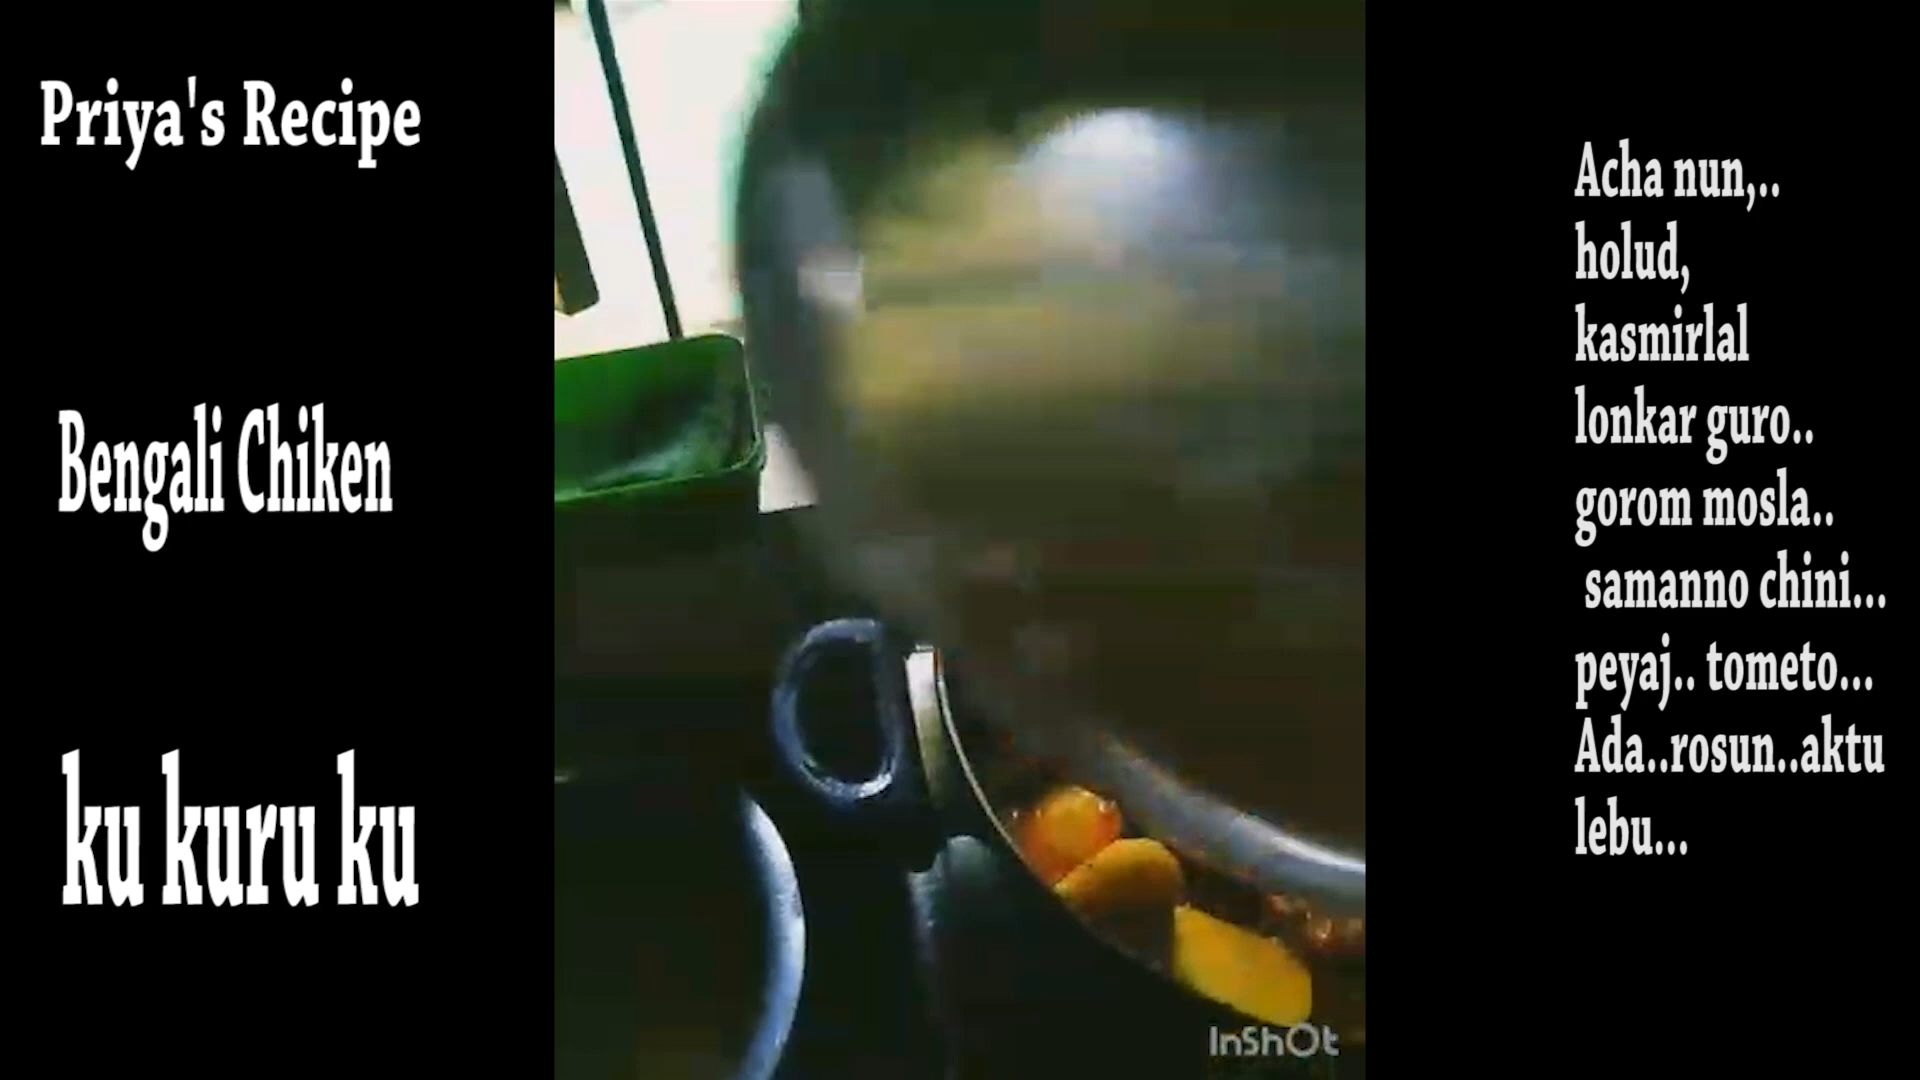 Priya's Recipe
Bengali Chiken
ku kuru ku
Acha nun,..
holud,
kasmirlal
lonkar guro..
gorom mosla..
samanno chini...
peyaj.. tometo...
Ada..rosun..aktu
lebu...
InShOt